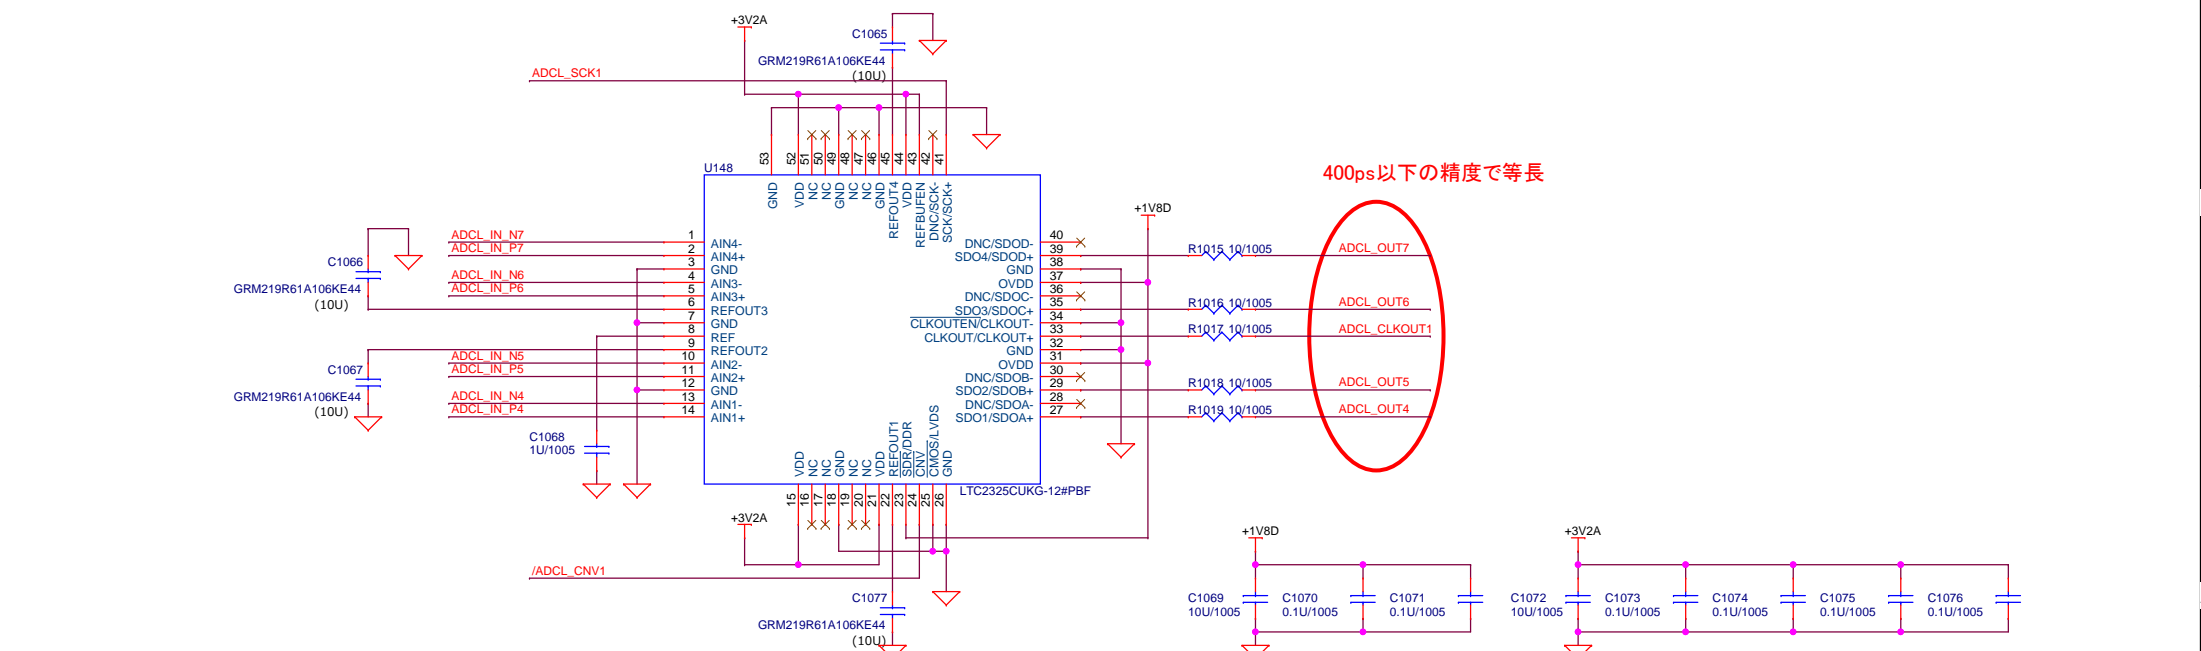 +3V2A
C1065
GRM219R61A106KE44
(10U)
ADCL_SCK1
53
52
51
50
49
48
47
46
45
44
43
42
41
U148
GND
VDD
NC
NC
GND
NC
NC
GND
REFOUT4
VDD
REFBUFEN
DNC/SCK-
SCK/SCK+
400ps以下の精度で等長
+1V8D
ADCL_IN_N7 1 AIN4-
ADCL_IN_P7 2 AIN4+
3 GND
ADCL_IN_N6 4 AIN3-
ADCL_IN_P6 5 AIN3+
6 REFOUT3
7 GND
8 REF
9 REFOUT2
ADCL_IN_N5 10 AIN2-
ADCL_IN_P5 11 AIN2+
12 GND
ADCL_IN_N4 13 AIN1-
ADCL_IN_P4 14 AIN1+
C1066
GRM219R61A106KE44
(10U)
C1067
GRM219R61A106KE44
(10U)
C1068
1U/1005
DNC/SDOD- 40
SDO4/SDOD+ 39 R1015 10/1005 ADCL_OUT7
GND 38
OVDD 37
DNC/SDOC- 36
SDO3/SDOC+ 35 R1016 10/1005 ADCL_OUT6
CLKOUTEN/CLKOUT- 34
CLKOUT/CLKOUT+ 33 R1017 10/1005 ADCL_CLKOUT1
GND 32
OVDD 31
DNC/SDOB- 30
SDO2/SDOB+ 29 R1018 10/1005 ADCL_OUT5
DNC/SDOA- 28
SDO1/SDOA+ 27 R1019 10/1005 ADCL_OUT4
VDD
NC
NC
GND
NC
NC
VDD
REFOUT1
SDR/DDR
CNV
CMOS/LVDS
GND
LTC2325CUKG-12#PBF
15
16
17
18
19
20
21
22
23
24
25
26
+3V2A
/ADCL_CNV1
C1077
GRM219R61A106KE44
(10U)
+1V8D
C1069
10U/1005
C1070
0.1U/1005
C1071
0.1U/1005
+3V2A
C1072
10U/1005
C1073
0.1U/1005
C1074
0.1U/1005
C1075
0.1U/1005
C1076
0.1U/1005